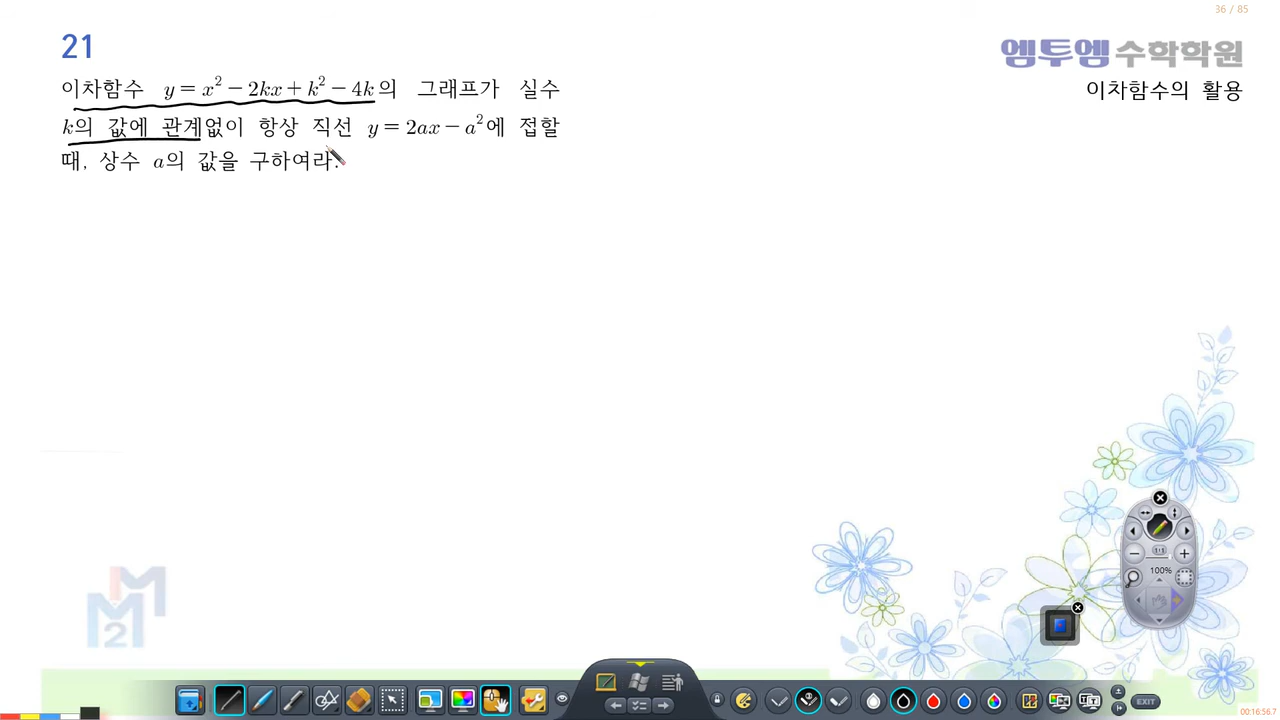 36 / 85
21
엠투엠수학학원
이차함수의 활용
이차함수 y = x² − 2kx + k² − 4k의 그래프가 실수
k의 값에 관계없이 항상 직선 y = 2ax − a²에 접할
때, 상수 a의 값을 구하여라.
1:1
100%
M
M2
EXIT
00:16:56.7